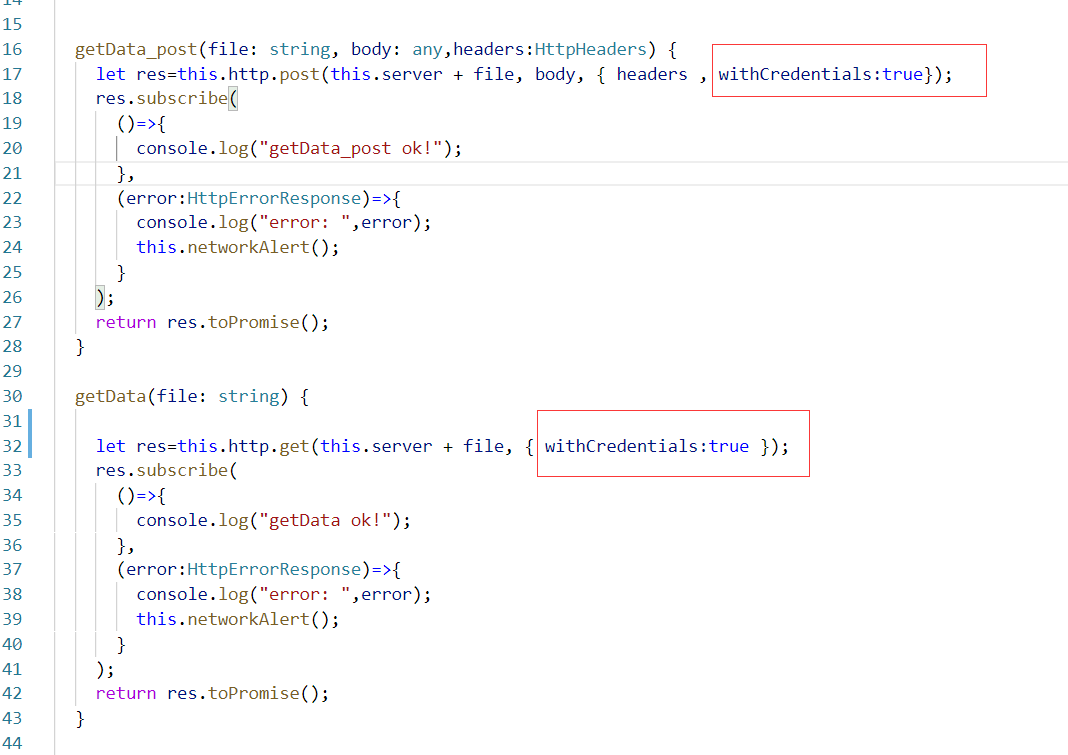 14
15
16 getData_post(file: string, body: any,headers:HttpHeaders) {
17 let res=this.http.post(this.server + file, body, { headers , withCredentials:true});
18 res.subscribe(
19 ()=>{
20 console.log("getData_post ok!");
21 },
22 (error:HttpErrorResponse)=>{
23 console.log("error: ",error);
24 this.networkAlert();
25 }
26 );
27 return res.toPromise();
28 }
29
30 getData(file: string) {
31
32 let res=this.http.get(this.server + file, { withCredentials:true });
33 res.subscribe(
34 ()=>{
35 console.log("getData ok!");
36 },
37 (error:HttpErrorResponse)=>{
38 console.log("error: ",error);
39 this.networkAlert();
40 }
41 );
42 return res.toPromise();
43 }
44